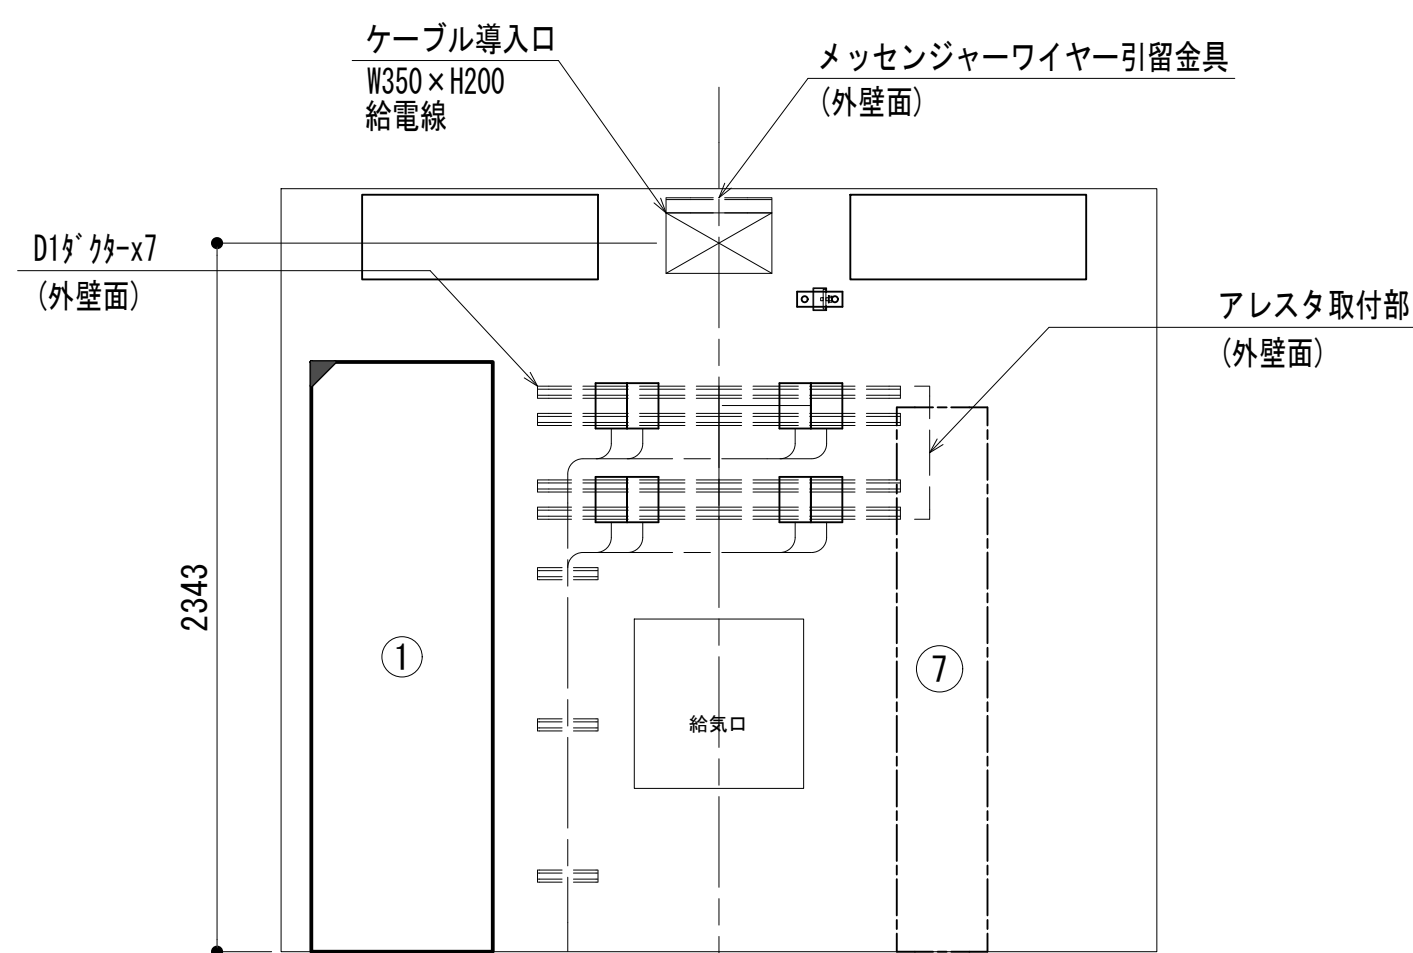 ケーブル導入口
W350×H200
給電線
メッセンジャーワイヤー引留金具
(外壁面)
D1ダクター×7
(外壁面)
アレスタ取付部
(外壁面)
2343
①
⑦
給気口